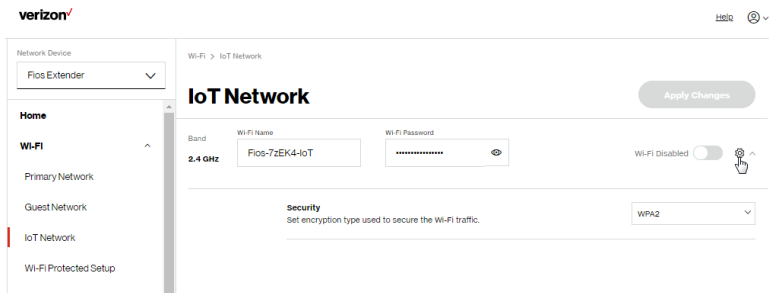 verizon✓
Help
Network Device
Fios Extender
Home
Wi-Fi
Primary Network
Guest Network
IoT Network
Wi-Fi Protected Setup
Wi-Fi > IoT Network
IoT Network
Apply Changes
Band
2.4 GHz
Wi-Fi Name
Fios-7zEK4-IoT
Wi-Fi Password
•••••••••••••••
Wi-Fi Disabled
Security
Set encryption type used to secure the Wi-Fi traffic.
WPA2